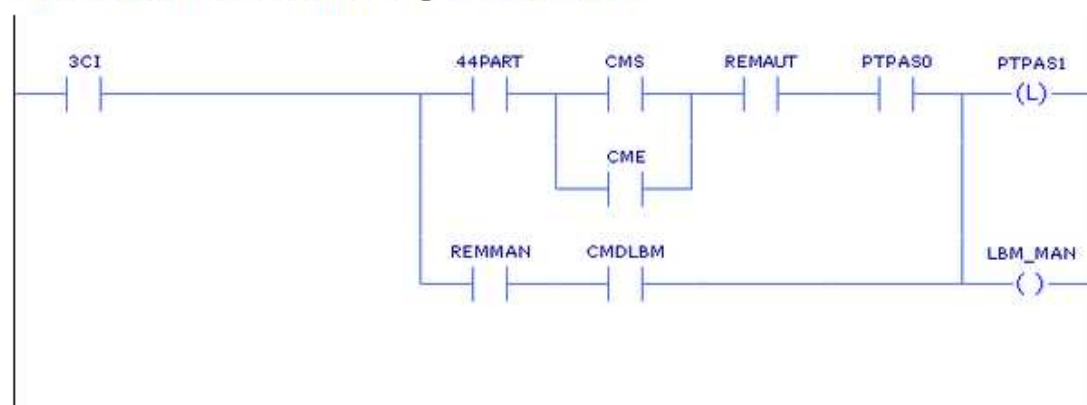 3CI 44PART CMS REMAUT PTPAS0 PTPAS1
(L)
CME
REMMAN CMDLBM LBM_MAN
( )